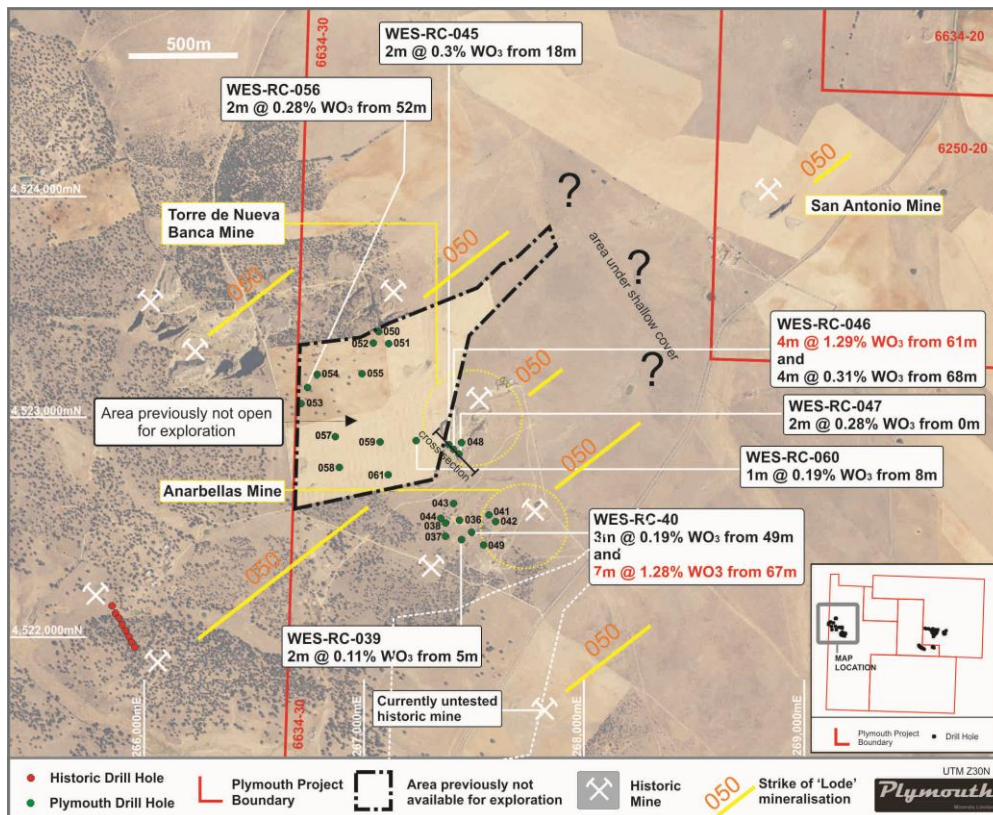 500m
6634-30
WES-RC-045
2m @ 0.3% WO₃ from 18m
WES-RC-056
2m @ 0.28% WO₃ from 52m
6634-20
6250-20
4,524,000mN
Torre de Nueva
Banca Mine
050
050
050
San Antonio Mine
?
?
?
area under shallow cover
WES-RC-046
4m @ 1.29% WO₃ from 61m
and
4m @ 0.31% WO₃ from 68m
050
052
051
054
055
053
4,523,000mN
Area previously not open
for exploration
050
057
059
048
058
061
cross section
WES-RC-047
2m @ 0.28% WO₃ from 0m
WES-RC-060
1m @ 0.19% WO₃ from 8m
050
Anarbellas Mine
043
044
038
037
036
041
042
049
WES-RC-40
3m @ 0.19% WO₃ from 49m
and
7m @ 1.28% WO3 from 67m
050
4,522,000mN
WES-RC-039
2m @ 0.11% WO₃ from 5m
050
Currently untested
historic mine
266,000mE
6634-30
267,000mE
268,000mE
269,000mE
MAP
LOCATION
Plymouth Project
Boundary
Drill Hole
Historic Drill Hole
Plymouth Drill Hole
Plymouth Project
Boundary
Area previously not
available for exploration
Historic
Mine
050
Strike of 'Lode'
mineralisation
UTM Z30N
Plymouth
Minerals Limited